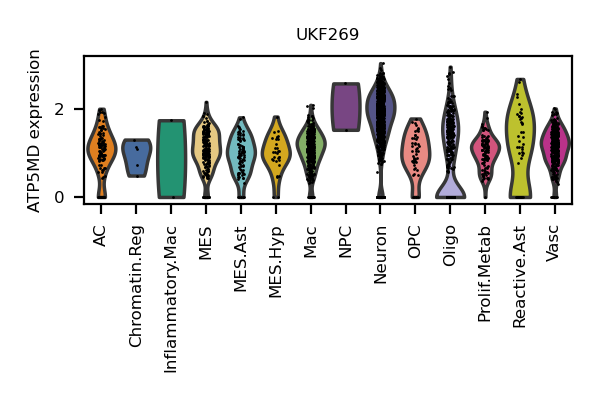 UKF269
ATP5MD expression
2
0
AC
Chromatin.Reg
Inflammatory.Mac
MES
MES.Ast
MES.Hyp
Mac
NPC
Neuron
OPC
Oligo
Prolif.Metab
Reactive.Ast
Vasc